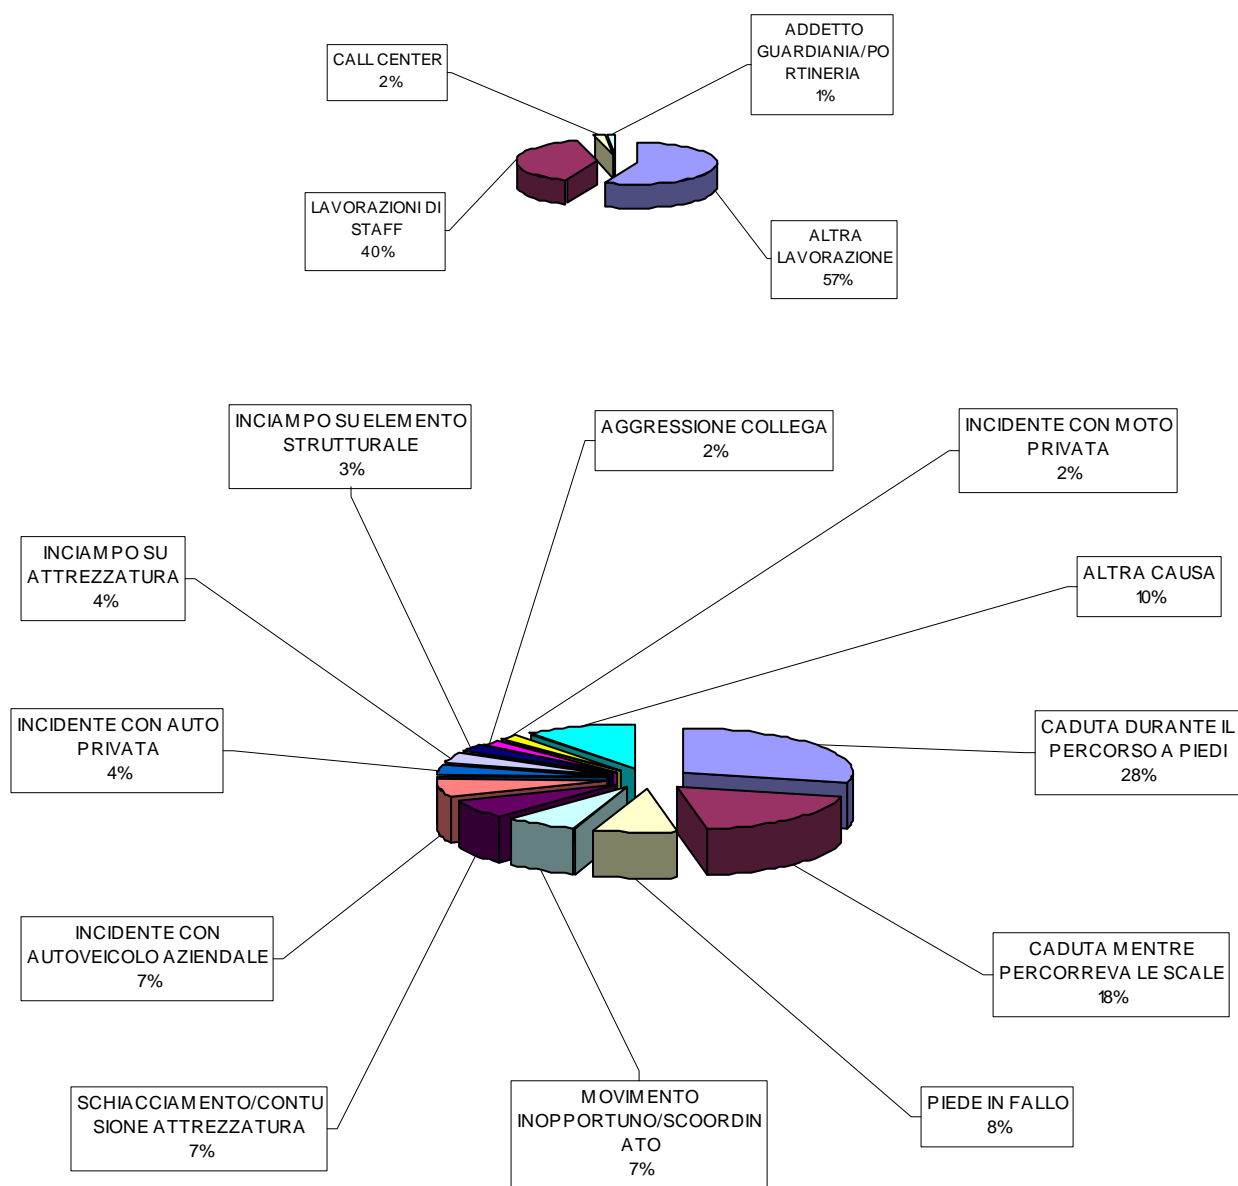 CALL CENTER
2%
ADDETTO
GUARDIANIA/PO
RTINERIA
1%
LAVORAZIONI DI
STAFF
40%
ALTRA
LAVORAZIONE
57%
INCIAMPO SU ELEMENTO
STRUTTURALE
3%
AGGRESSIONE COLLEGA
2%
INCIDENTE CON MOTO
PRIVATA
2%
INCIAMPO SU
ATTREZZATURA
4%
ALTRA CAUSA
10%
INCIDENTE CON AUTO
PRIVATA
4%
CADUTA DURANTE IL
PERCORSO A PIEDI
28%
INCIDENTE CON
AUTOVEICOLO AZIENDALE
7%
CADUTA MENTRE
PERCORREVA LE SCALE
18%
SCHIACCIAMENTO/CONTU
SIONE ATTREZZATURA
7%
MOVIMENTO
INOPPORTUNO/SCOORDIN
ATO
7%
PIEDE IN FALLO
8%